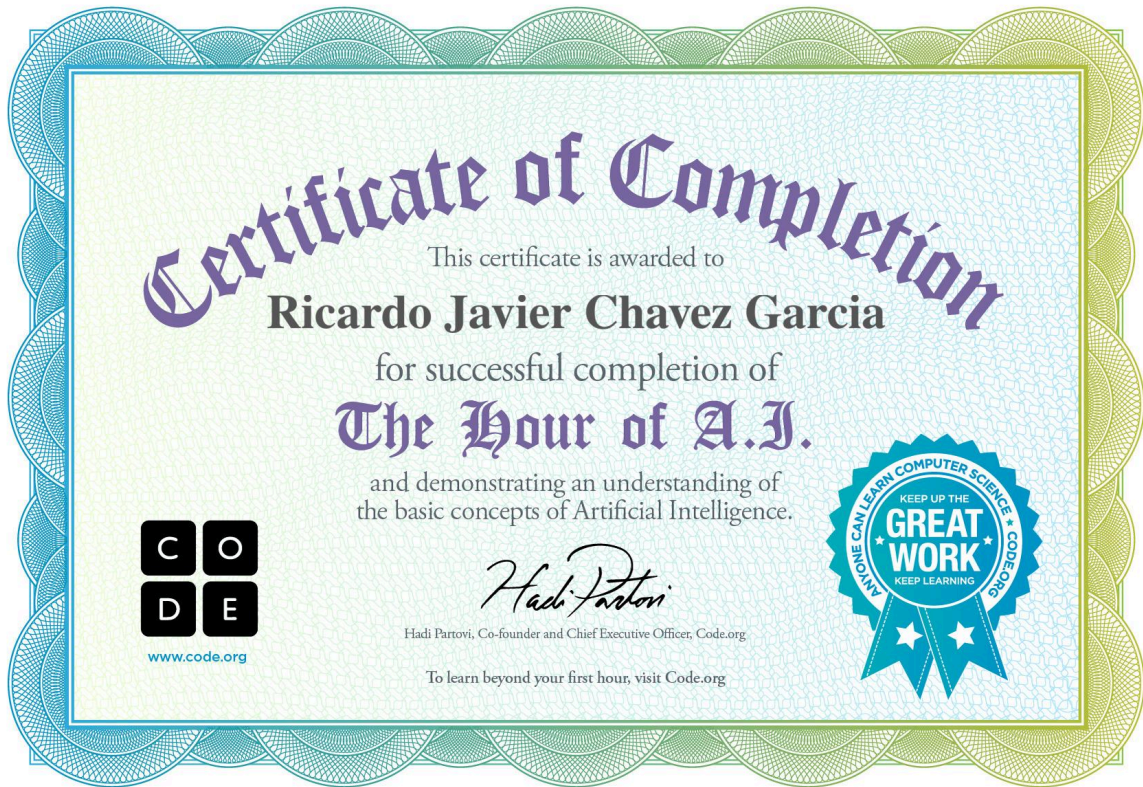 Certificate of Completion
This certificate is awarded to
Ricardo Javier Chavez Garcia
for successful completion of
The Hour of A.I.
and demonstrating an understanding of
the basic concepts of Artificial Intelligence.
C O
D E
www.code.org
Hadi Partovi
Hadi Partovi, Co-founder and Chief Executive Officer, Code.org
To learn beyond your first hour, visit Code.org
ANYONE CAN LEARN COMPUTER SCIENCE ★ CODE.ORG
KEEP UP THE
GREAT
WORK
KEEP LEARNING